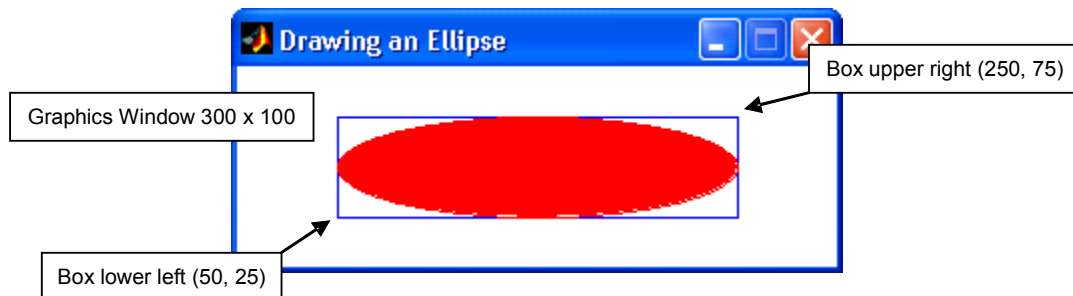 Drawing an Ellipse
Box upper right (250, 75)
Graphics Window 300 x 100
Box lower left (50, 25)